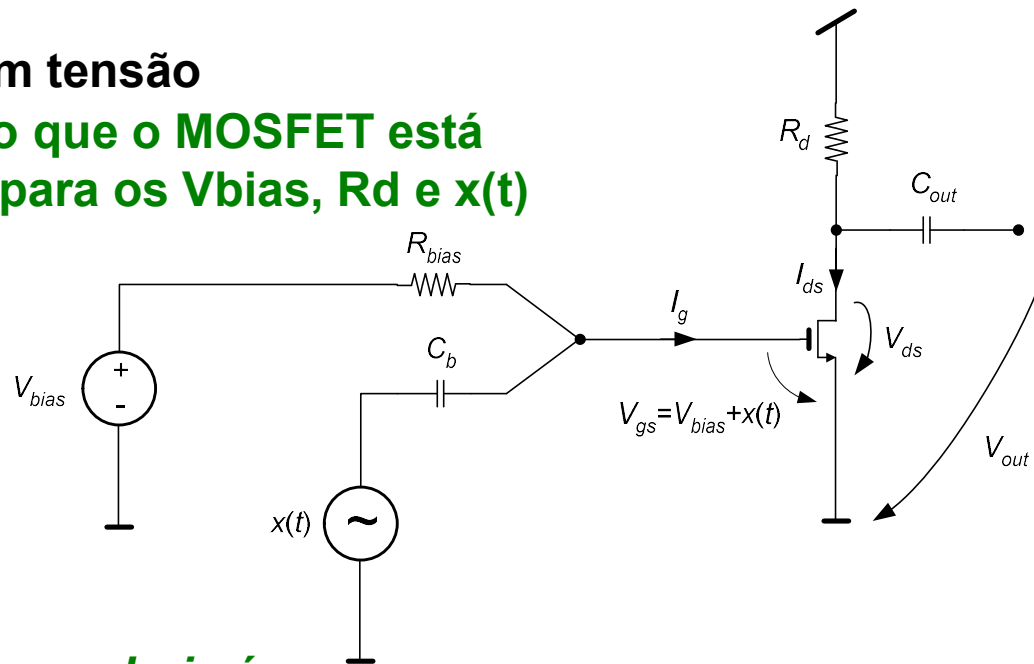 m tensão
o que o MOSFET está
para os Vbias, Rd e x(t)
R_d
C_out
R_bias
I_ds
I_g
V_ds
C_b
V_bias
+
-
V_gs=V_bias+x(t)
V_out
x(t)
~